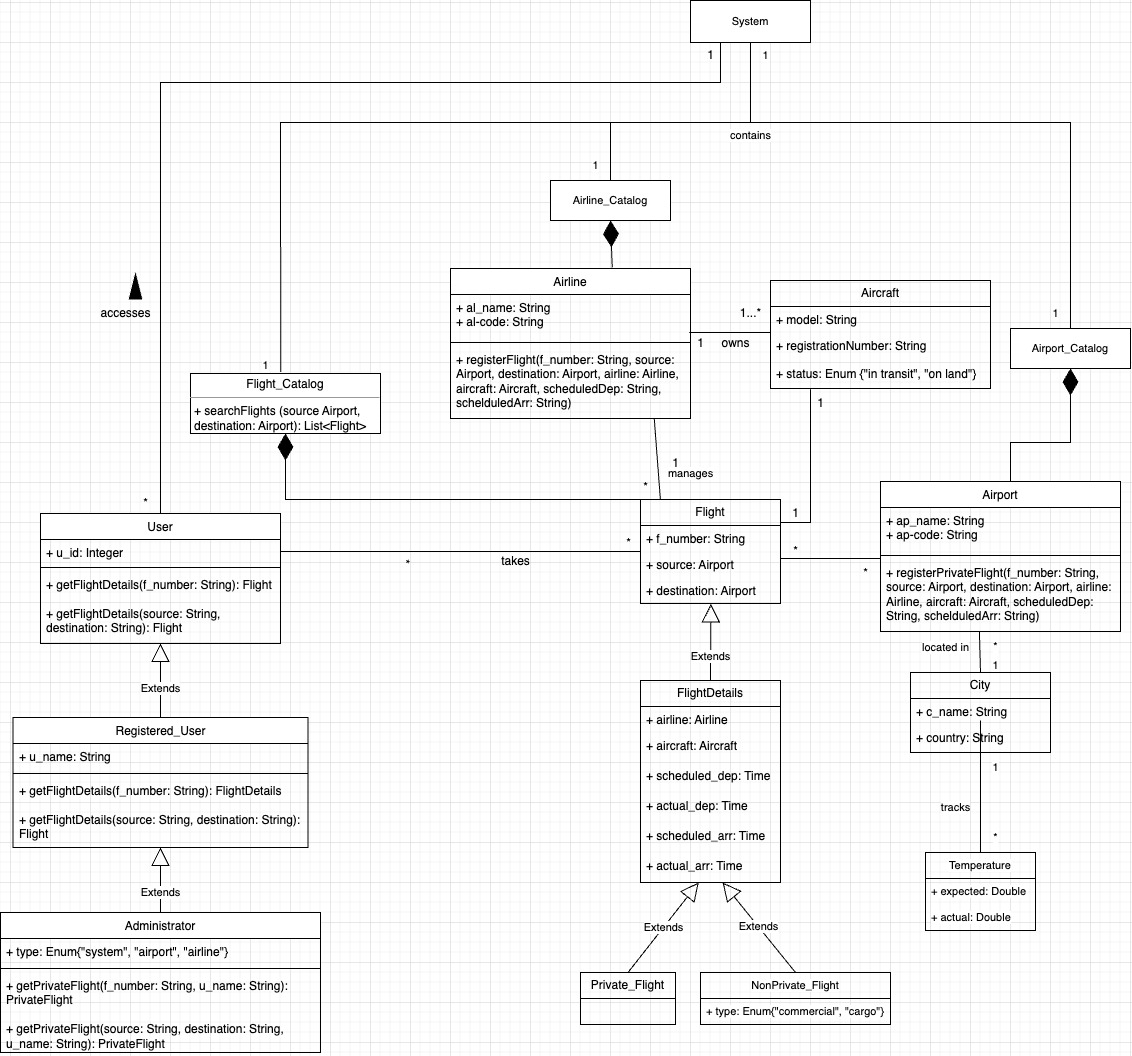 System
1
1
contains
1
Airline_Catalog
accesses
Airline
+ al_name: String
+ al-code: String
+ registerFlight(f_number: String, source:
Airport, destination: Airport, airline: Airline,
aircraft: Aircraft, scheduledDep: String,
schelduledArr: String)
1...*
1
owns
Aircraft
+ model: String
+ registrationNumber: String
+ status: Enum {"in transit", "on land"}
1
1
Airport_Catalog
1
Flight_Catalog
+ searchFlights (source Airport,
destination: Airport): List<Flight>
1
manages
*
*
User
+ u_id: Integer
+ getFlightDetails(f_number: String): Flight
+ getFlightDetails(source: String,
destination: String): Flight
*
takes
*
Flight
+ f_number: String
+ source: Airport
+ destination: Airport
1
*
*
Airport
+ ap_name: String
+ ap-code: String
+ registerPrivateFlight(f_number: String,
source: Airport, destination: Airport, airline:
Airline, aircraft: Aircraft, scheduledDep:
String, schelduledArr: String)
located in
*
1
Extends
Extends
Registered_User
+ u_name: String
+ getFlightDetails(f_number: String): FlightDetails
+ getFlightDetails(source: String, destination: String):
Flight
FlightDetails
+ airline: Airline
+ aircraft: Aircraft
+ scheduled_dep: Time
+ actual_dep: Time
+ scheduled_arr: Time
+ actual_arr: Time
City
+ c_name: String
+ country: String
1
tracks
*
Temperature
+ expected: Double
+ actual: Double
Extends
Administrator
+ type: Enum{"system", "airport", "airline"}
+ getPrivateFlight(f_number: String, u_name: String):
PrivateFlight
+ getPrivateFlight(source: String, destination: String,
u_name: String): PrivateFlight
Extends
Extends
Private_Flight
NonPrivate_Flight
+ type: Enum{"commercial", "cargo"}